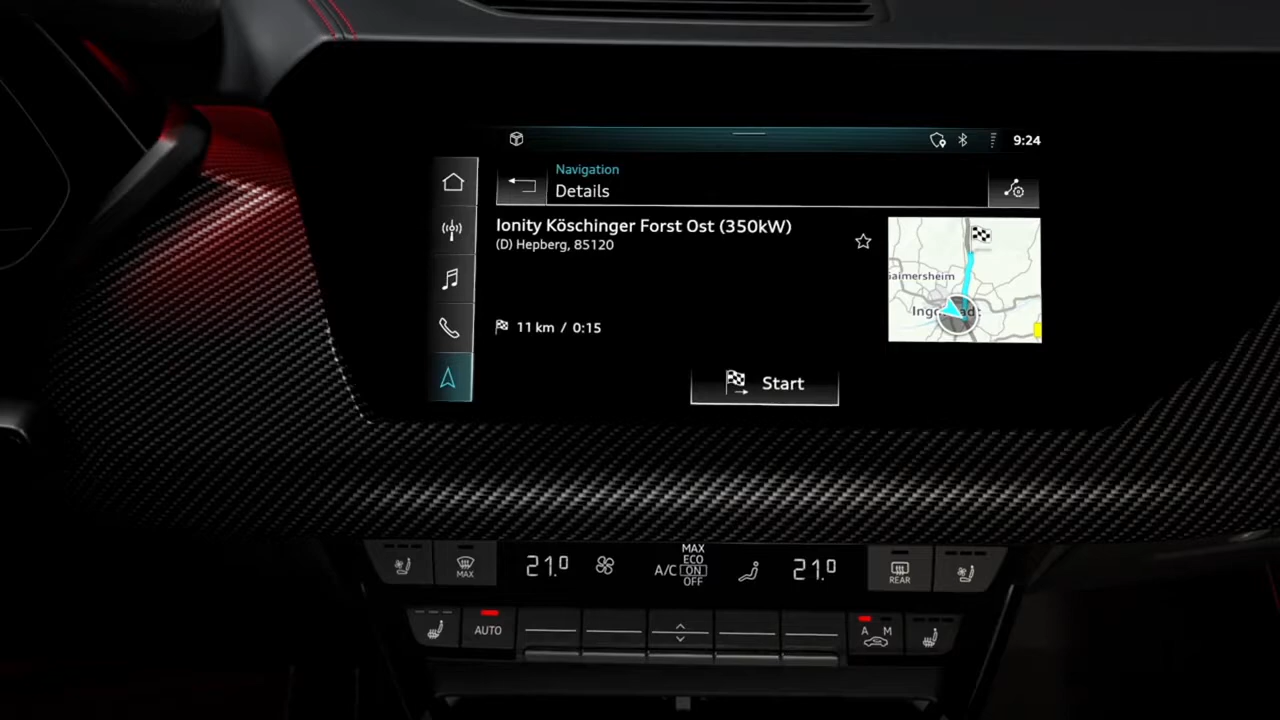 9:24
Navigation
Details
Ionity Köschinger Forst Ost (350kW)
(D) Hepberg, 85120
11 km / 0:15
Start
MAX
21.0
A/C
MAX
ECO
ON
OFF
21.0
REAR
AUTO
A M